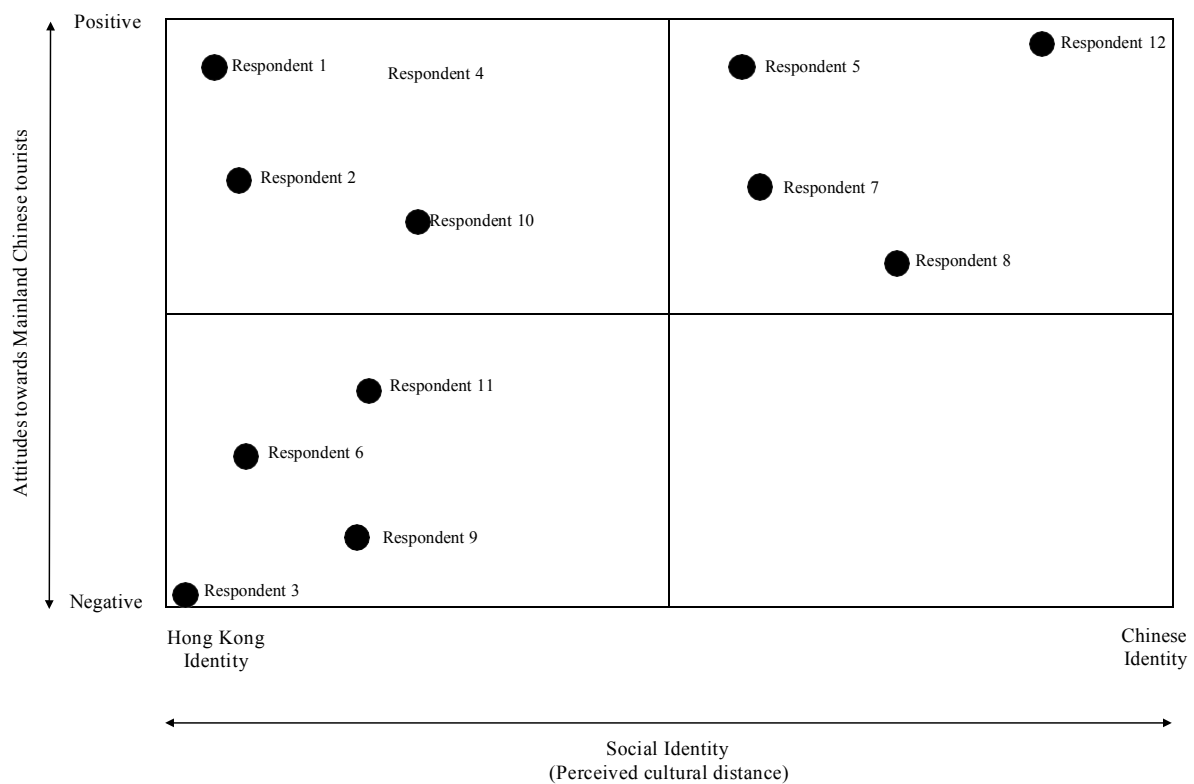 Positive
Respondent 12
Respondent 1
Respondent 4
Respondent 5
Respondent 2
Respondent 7
Respondent 10
Respondent 8
Attitudes towards Mainland Chinese tourists
Respondent 11
Respondent 6
Respondent 9
Respondent 3
Negative
Hong Kong
Identity
Chinese
Identity
Social Identity
(Perceived cultural distance)